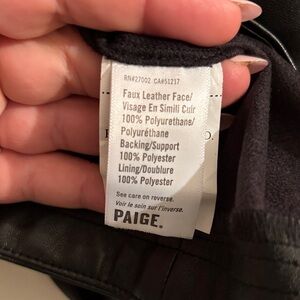 RN#27002 CA#51217
Faux Leather Face/
Visage En Simili Cuir
100% Polyurethane/
Polyuréthane
Backing/Support
100% Polyester
Lining/Doublure
100% Polyester
See care on reverse.
Voir le soin sur l'inverse.
PAIGE.